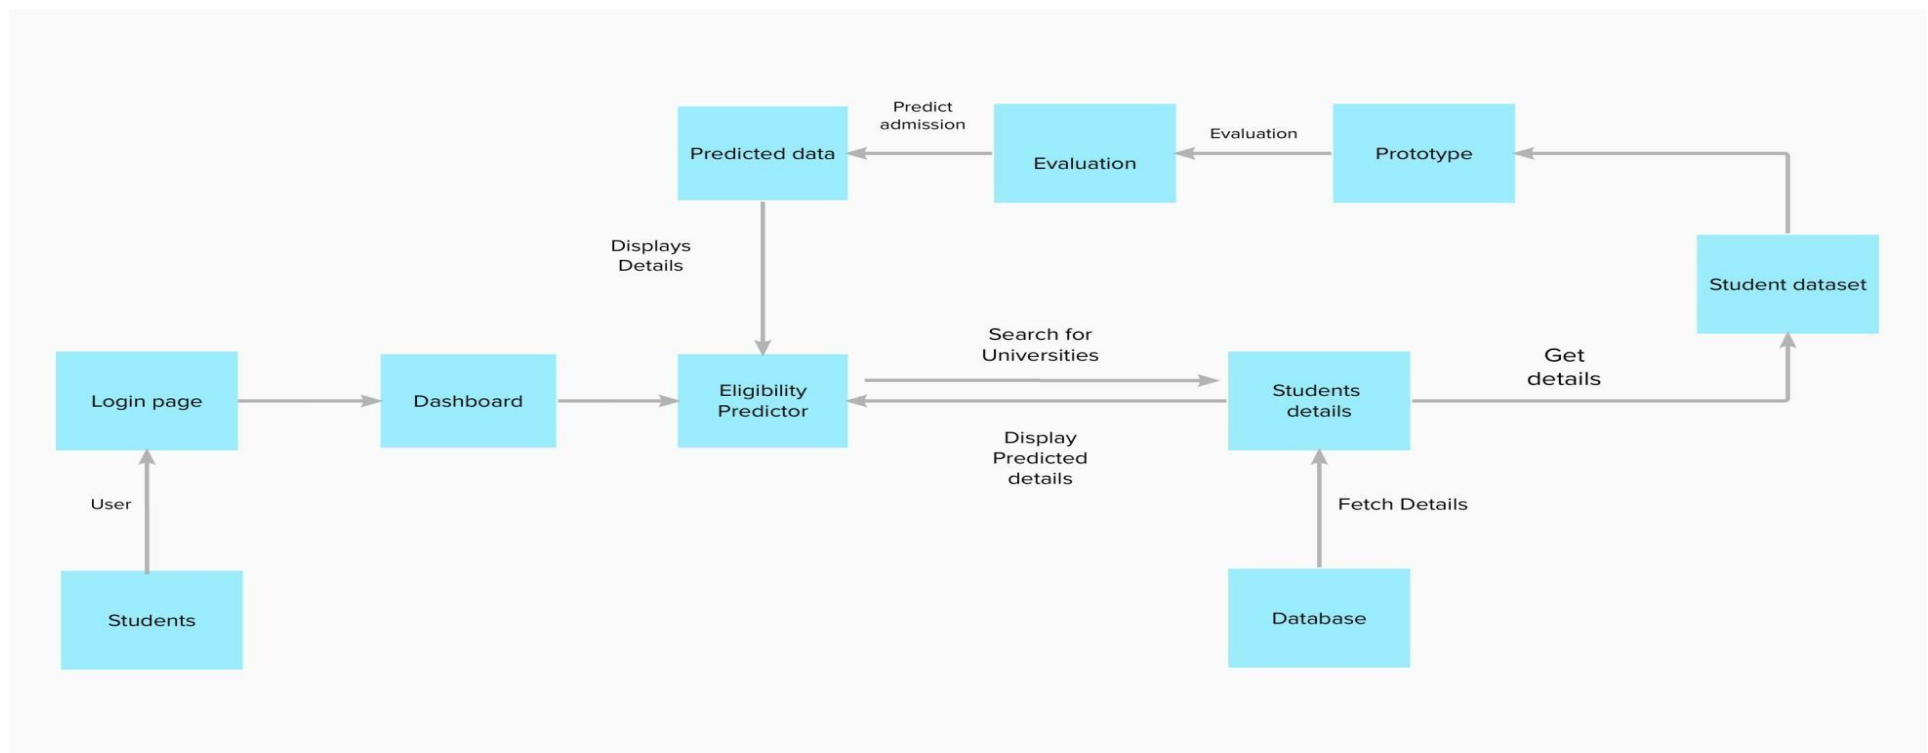 Predict
admission
Predicted data
Evaluation
Evaluation
Prototype
Displays
Details
Student dataset
Search for
Universities
Get
details
Login page
Dashboard
Eligibility
Predictor
Students
details
Display
Predicted
details
User
Fetch Details
Students
Database